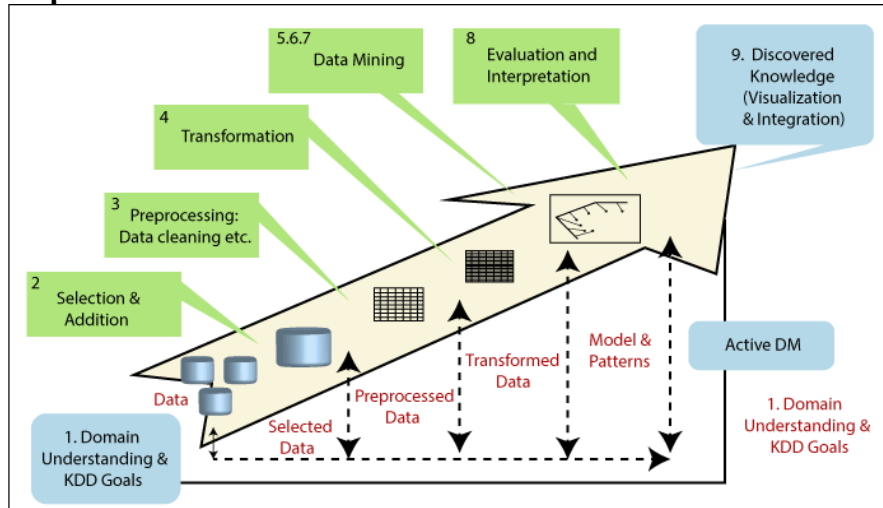 5.6.7
Data Mining
8
Evaluation and
Interpretation
9. Discovered
Knowledge
(Visualization
& Integration)
4
Transformation
3
Preprocessing:
Data cleaning etc.
2
Selection &
Addition
Data
Selected
Data
Preprocessed
Data
Transformed
Data
Model &
Patterns
Active DM
1. Domain
Understanding &
KDD Goals
1. Domain
Understanding &
KDD Goals